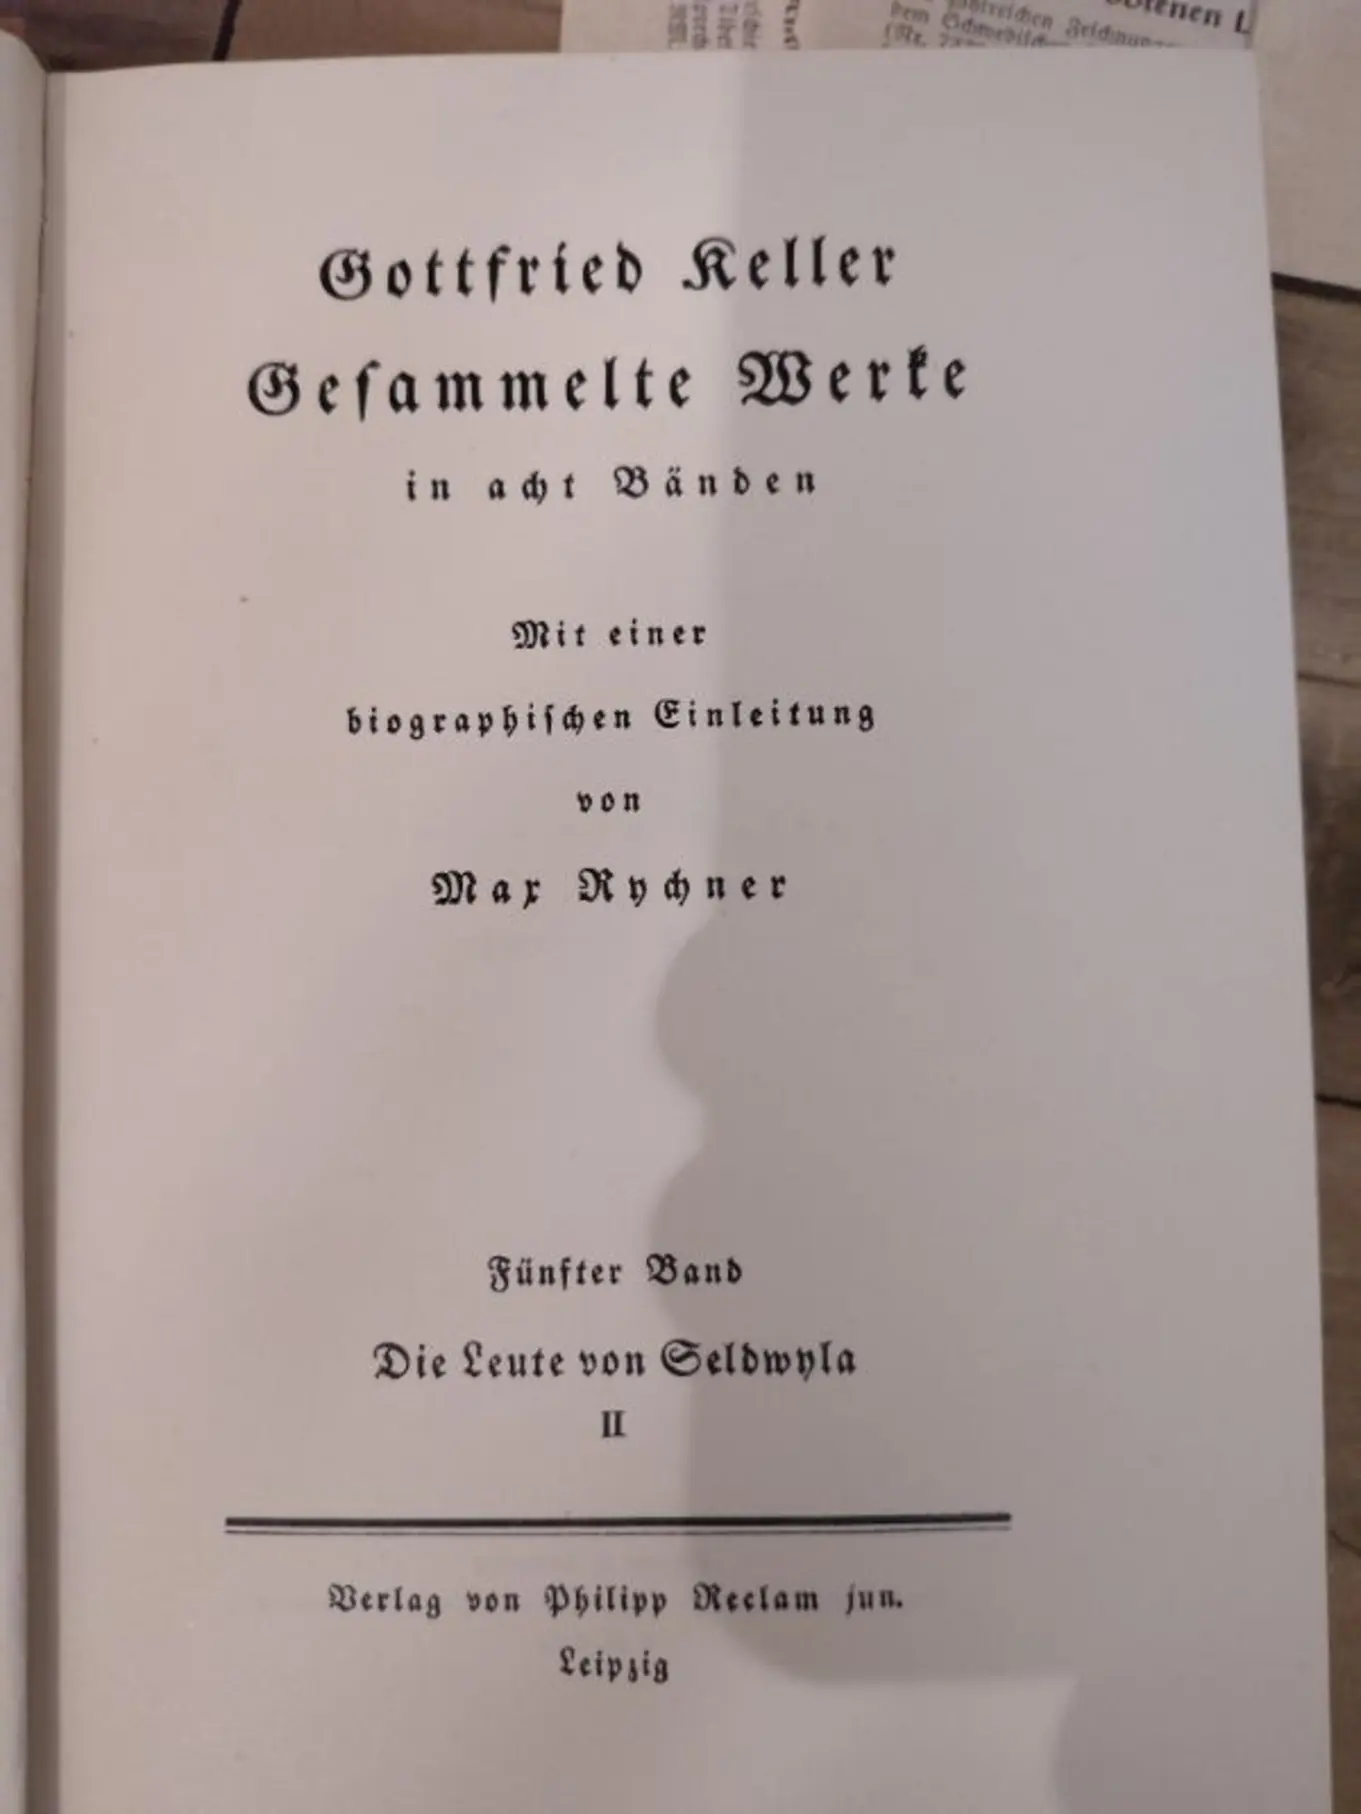 Gottfried Keller
Gesammelte Werke
in acht Bänden
Mit einer
biographischen Einleitung
von
Max Rychner
Fünfter Band
Die Leute von Seldwyla
II
Verlag von Philipp Reclam jun.
Leipzig